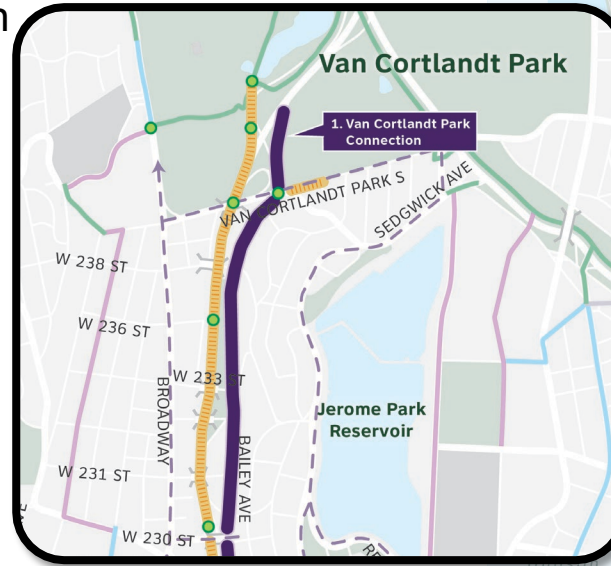 Van Cortlandt Park
1. Van Cortlandt Park
Connection
VAN CORTLANDT PARK S
SEDGWICK AVE
W 238 ST
W 236 ST
W 233 ST
BROADWAY
Jerome Park
Reservoir
BAILEY AVE
W 231 ST
W 230 ST